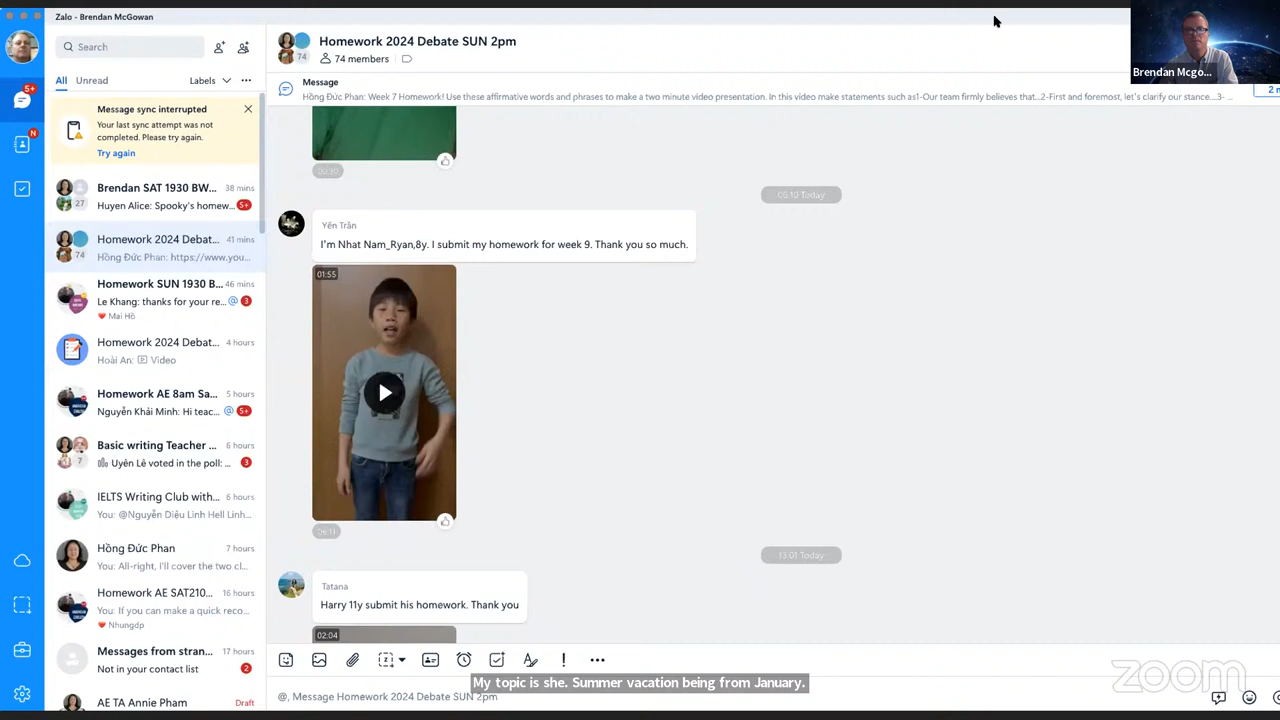 Zalo - Brendan McGowan
Search
All
Unread
Labels
Message sync interrupted
Your last sync attempt was not
completed. Please try again.
Try again
5+
N
Brendan SAT 1930 BW...
38 mins
Huyen Alice: Spooky's homew...
5+
27
Homework 2024 Debat...
41 mins
Hồng Đức Phan: https://www.you...
74
Homework SUN 1930 B...
46 mins
Le Khang: thanks for your re...
@
3
Mai Hồ
Homework 2024 Debat...
4 hours
Hoài An:
Video
Homework AE 8am Sa...
5 hours
Nguyễn Khải Minh: Hi teac...
@
5+
Basic writing Teacher ...
6 hours
Uyên Lê voted in the poll: ...
3
7
IELTS Writing Club with...
6 hours
You: @Nguyễn Diệu Linh Hell Linh...
Hồng Đức Phan
7 hours
You: All-right, I'll cover the two cl...
Homework AE SAT210...
16 hours
You: If you can make a quick reco...
Nhungdp
Messages from stran...
17 hours
Not in your contact list
2
AE TA Annie Pham
Draft
Homework 2024 Debate SUN 2pm
74
74 members
Message
Hồng Đức Phan: Week 7 Homework! Use these affirmative words and phrases to make a two minute video presentation. In this video make statements such as1-Our team firmly believes that...2-First and foremost, let's clarify our stance....3- ...
Brendan Mcgo...
00:30
05:10 Today
Yến Trần
I'm Nhat Nam_Ryan,8y. I submit my homework for week 9. Thank you so much.
01:55
05:11
13:01 Today
Tatana
Harry 11y submit his homework. Thank you
02:04
zoom
My topic is she. Summer vacation being from January.
@, Message Homework 2024 Debate SUN 2pm